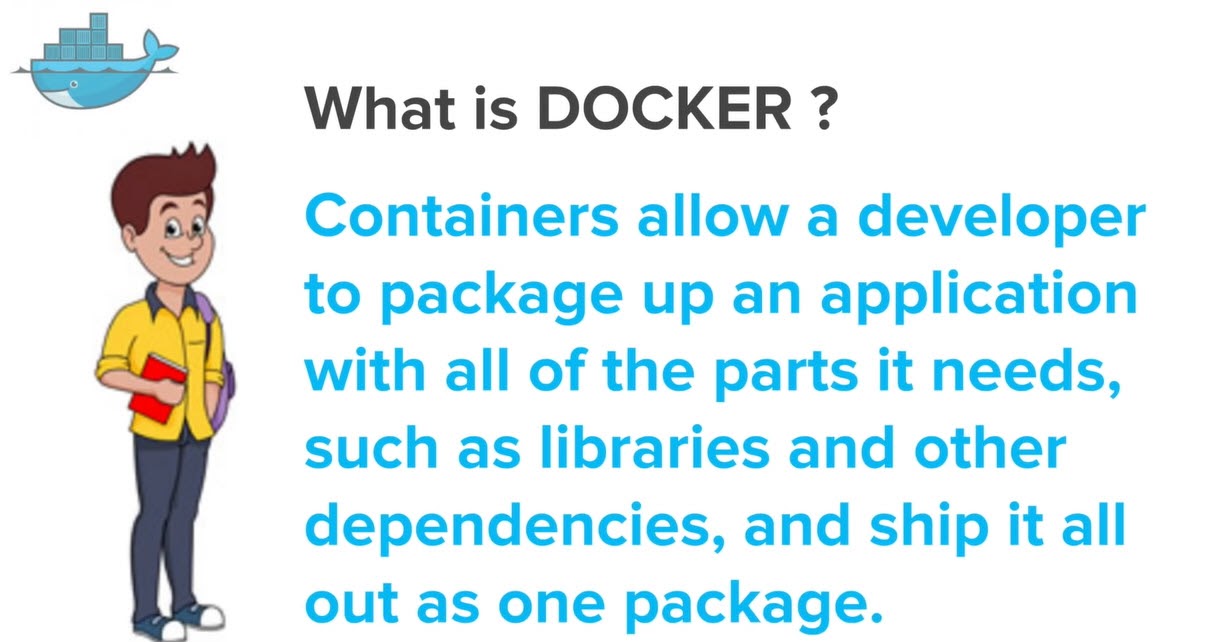 What is DOCKER ?
Containers allow a developer
to package up an application
with all of the parts it needs,
such as libraries and other
dependencies, and ship it all
out as one package.